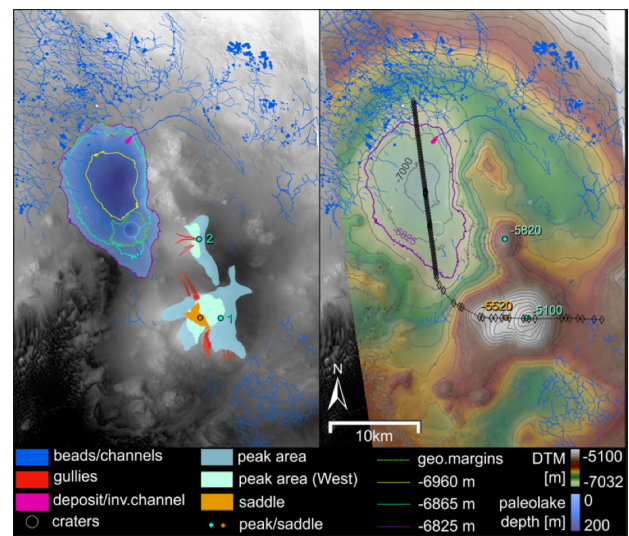 2
1
-7000
-6825
-5820
-5520
-5100
N
10km
beads/channels
gullies
deposit/inv.channel
craters
peak area
peak area (West)
saddle
peak/saddle
geo.margins
-6960 m
-6865 m
-6825 m
DTM
[m]
-5100
-7032
paleolake
depth [m]
0
200